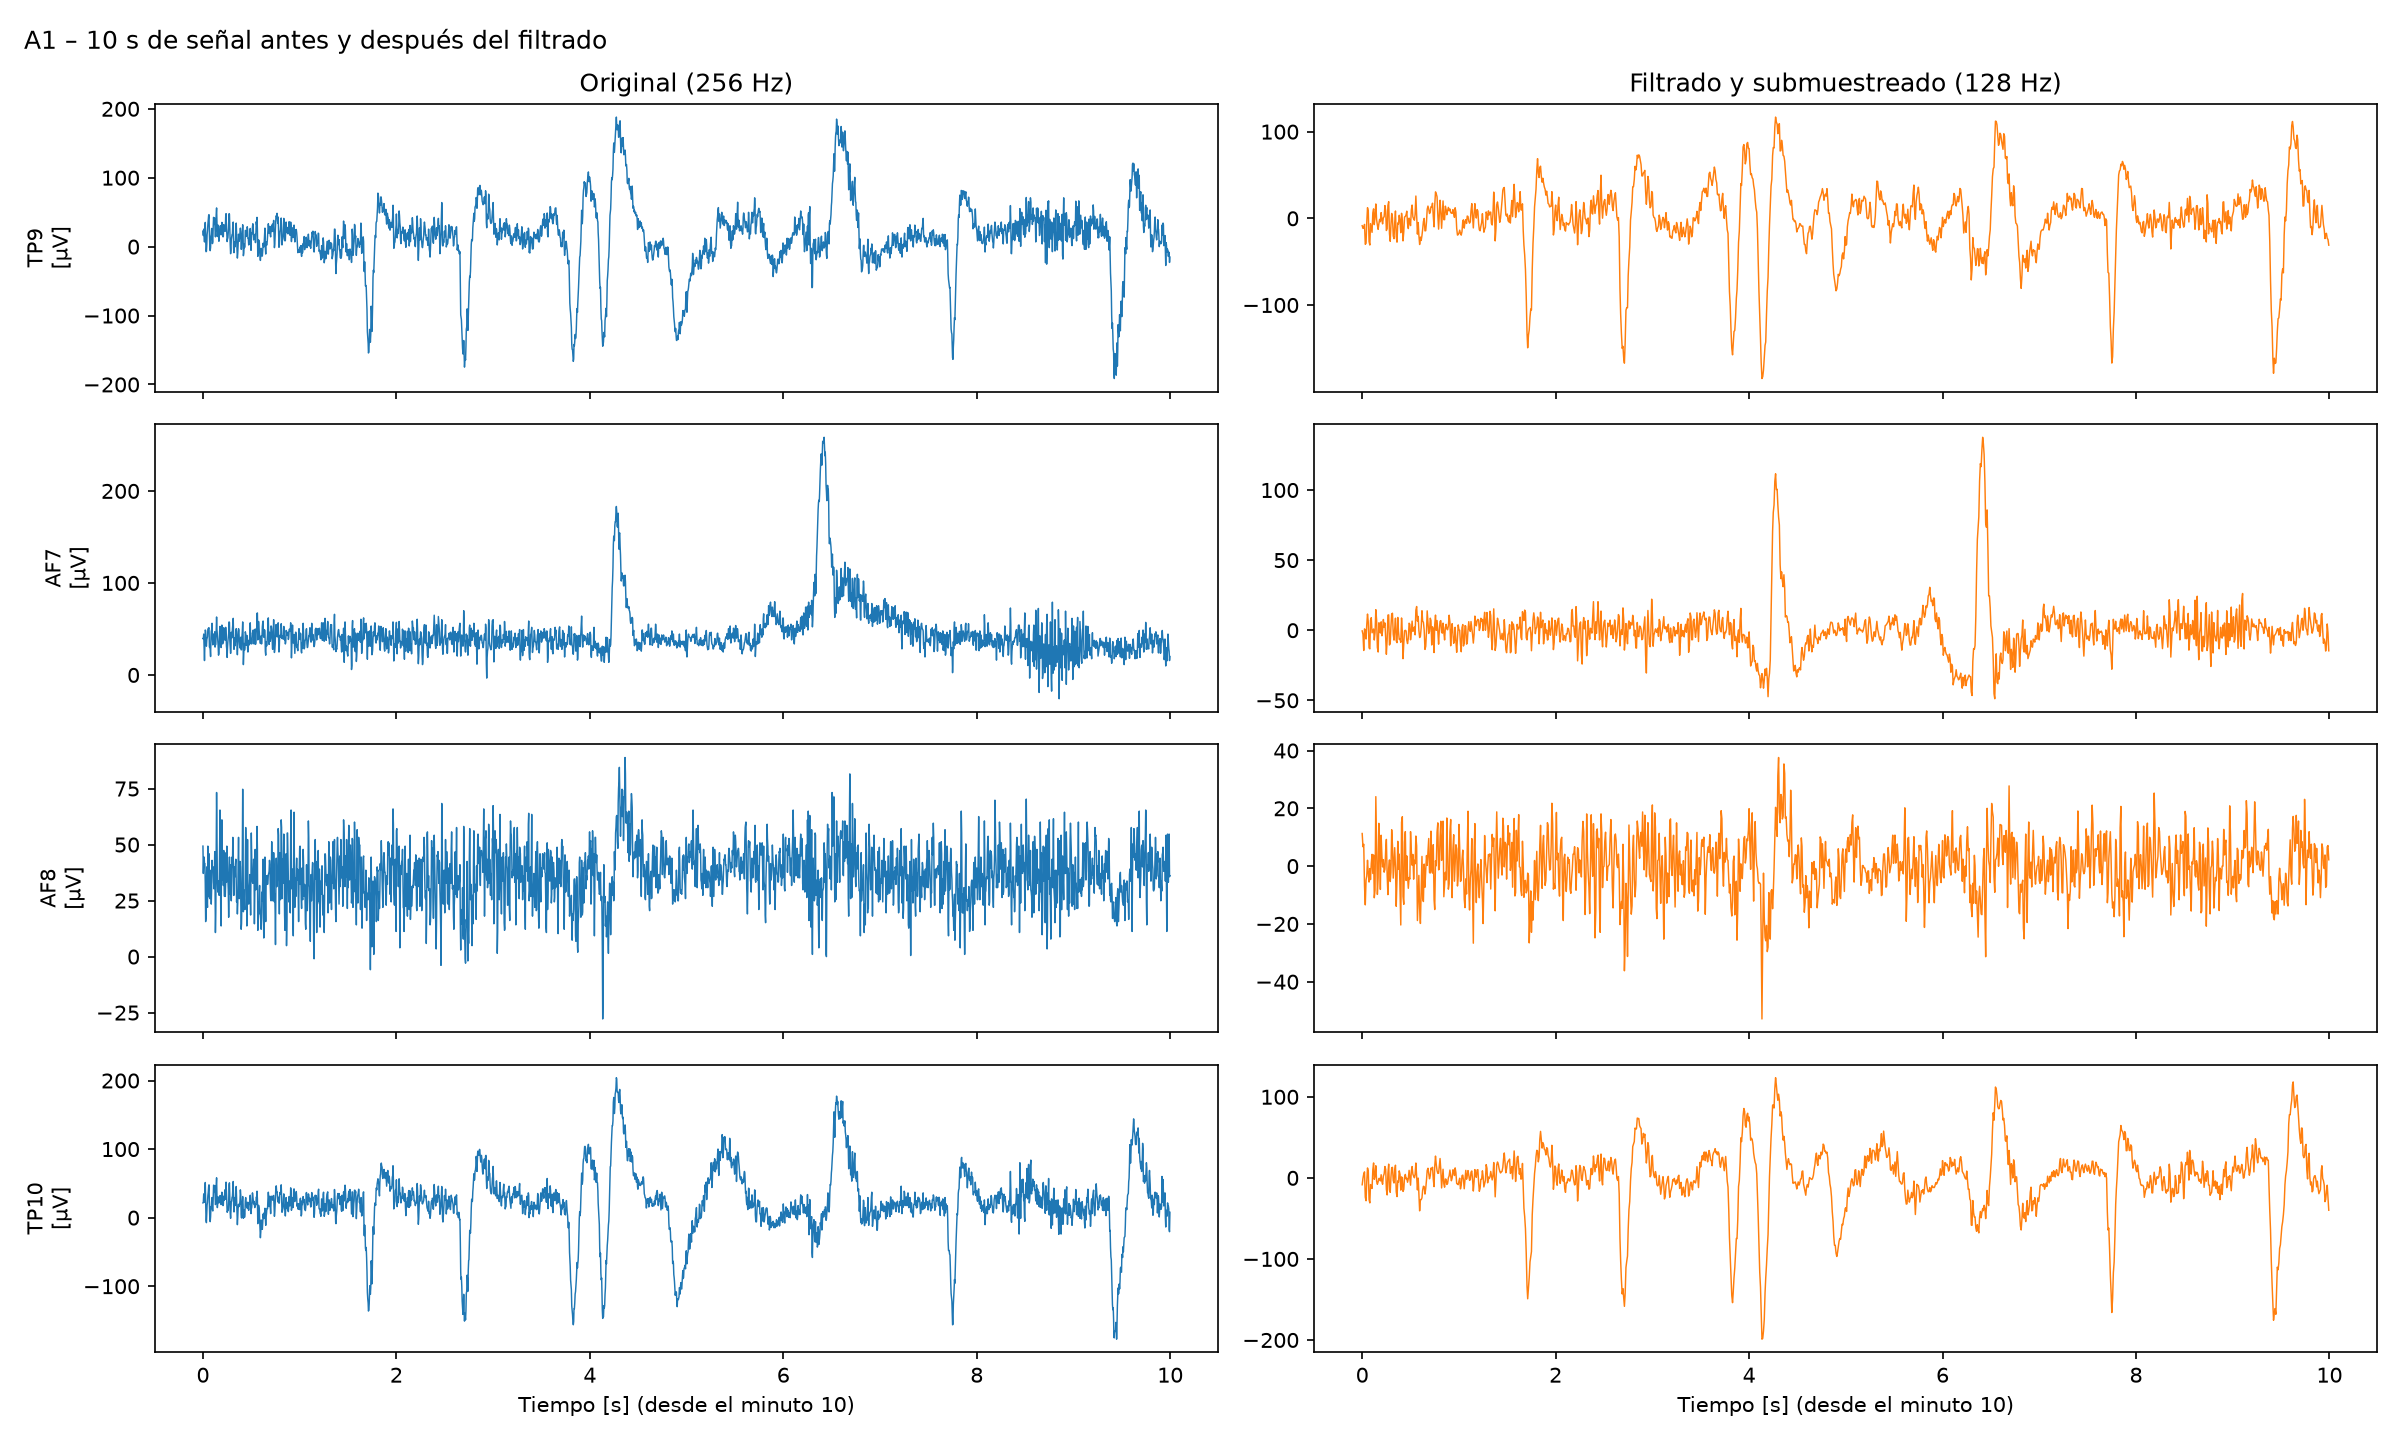 A1 – 10 s de señal antes y después del filtrado
Original (256 Hz)
Filtrado y submuestreado (128 Hz)
TP9
[µV]
200
100
0
−100
−200
100
0
−100
AF7
[µV]
200
100
0
100
50
0
−50
AF8
[µV]
75
50
25
0
−25
40
20
0
−20
−40
TP10
[µV]
200
100
0
−100
100
0
−100
−200
0 2 4 6 8 10
0 2 4 6 8 10
Tiempo [s] (desde el minuto 10)
Tiempo [s] (desde el minuto 10)